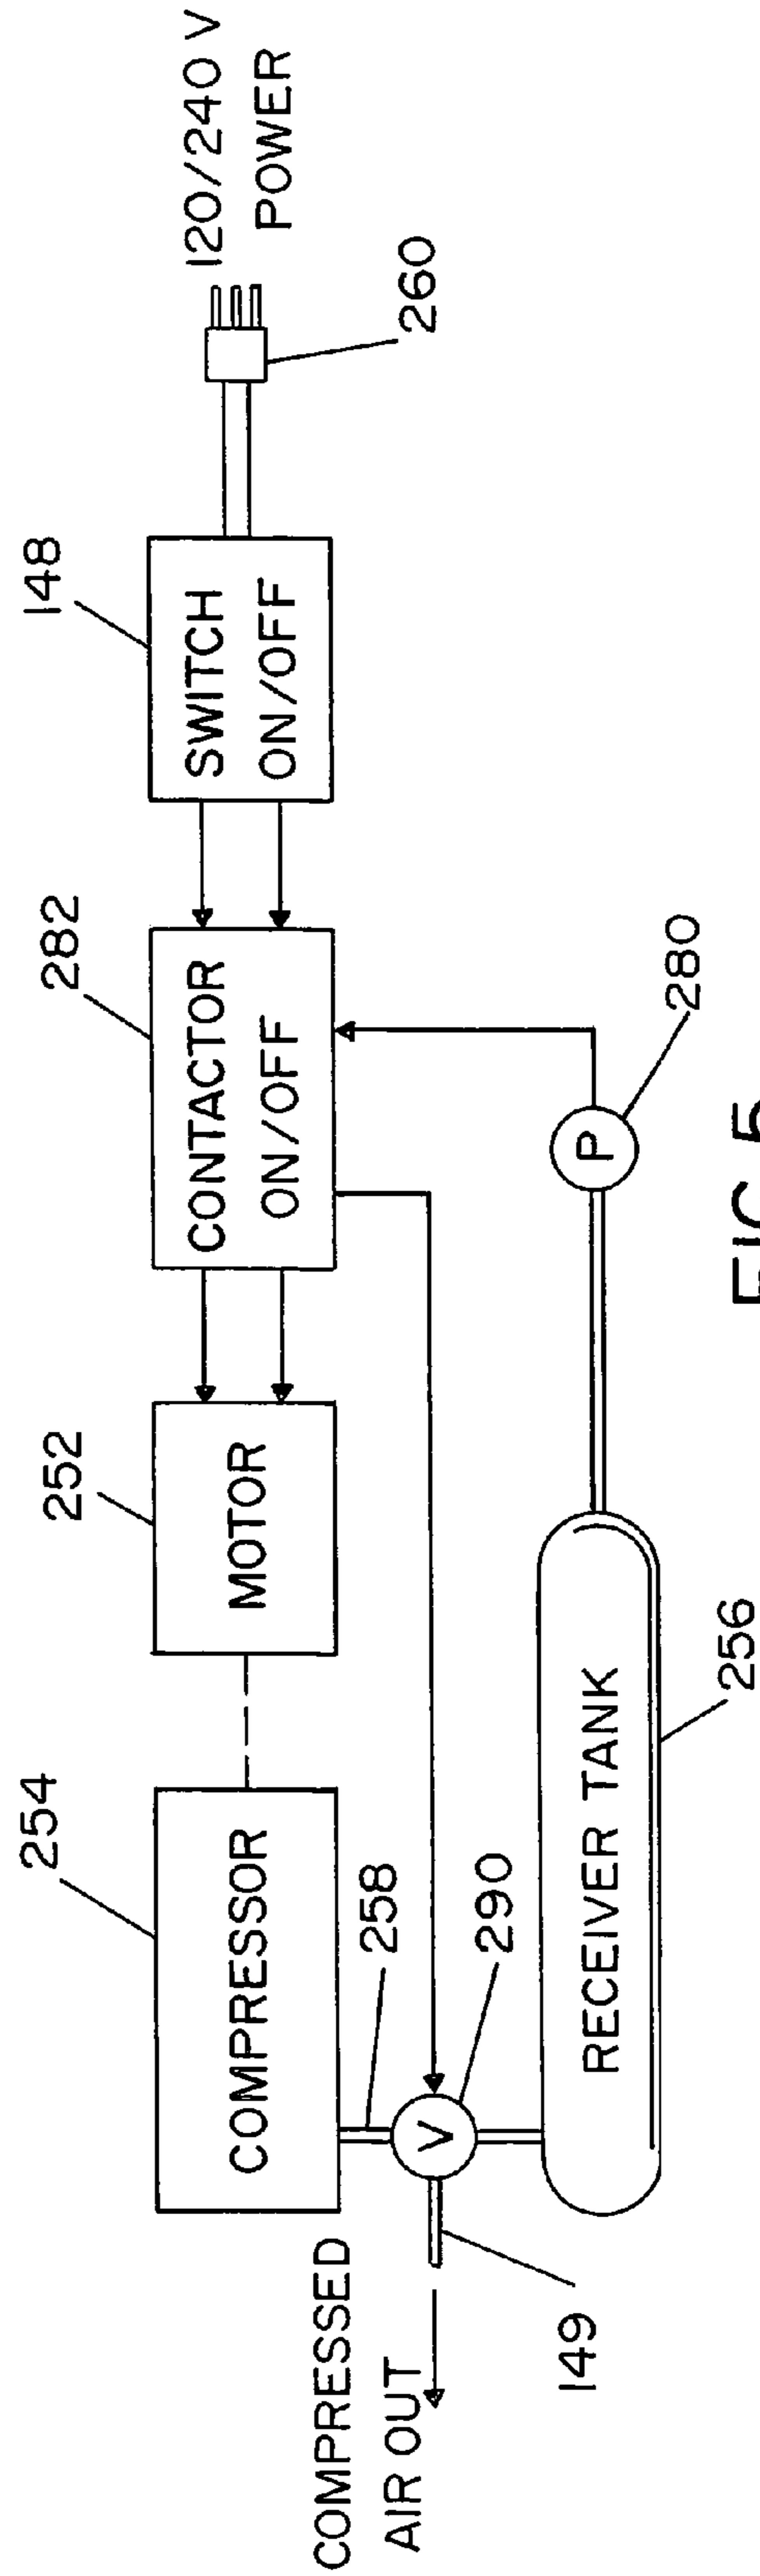 254
COMPRESSOR
252
MOTOR
282
CONTACTOR
ON/OFF
148
SWITCH
ON/OFF
120/240 V
POWER
260
COMPRESSED
AIR OUT
258
V
290
149
RECEIVER TANK
256
P
280
FIG. 5